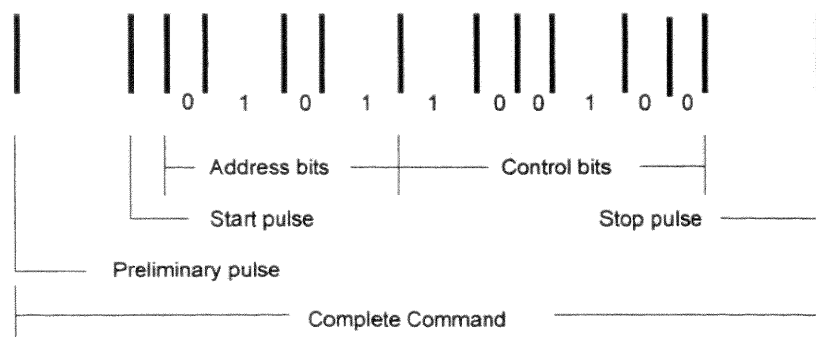 0 1 0 1 1 0 0 1 0 0
Address bits Control bits
Start pulse Stop pulse
Preliminary pulse
Complete Command